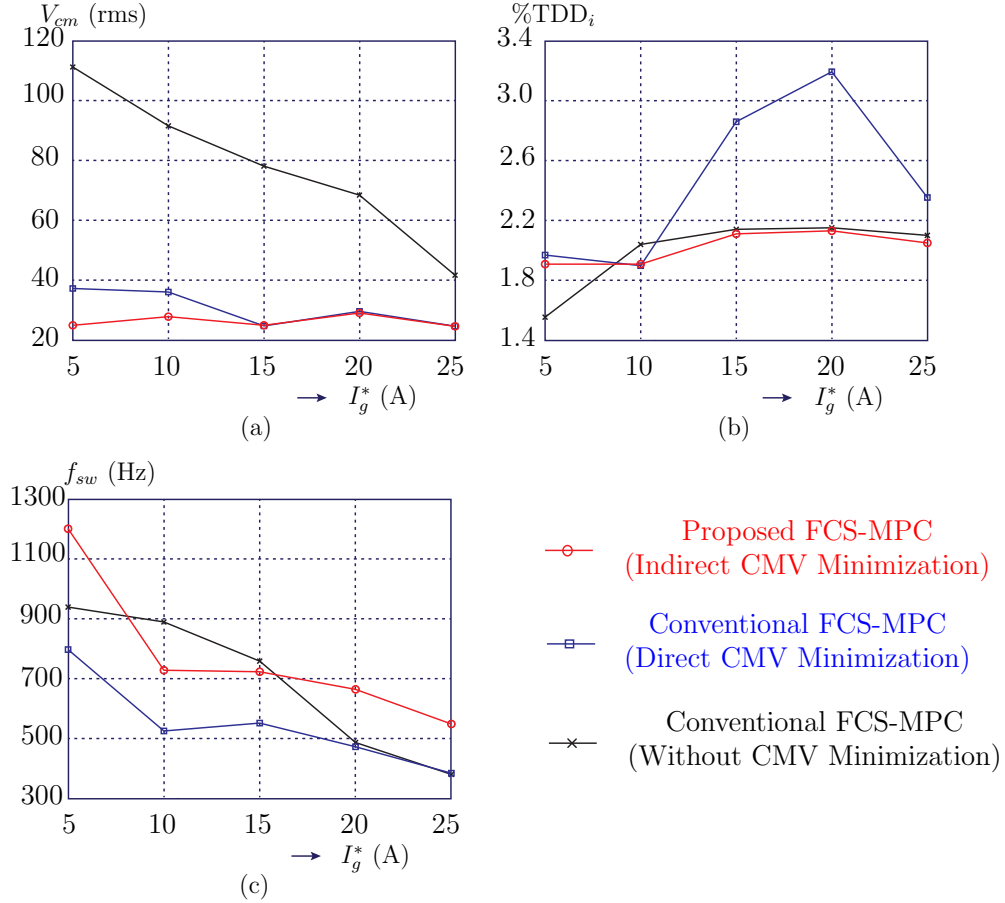 V_cm (rms)
120
100
80
60
40
20
5 10 15 20 25
→ I_g^* (A)
(a)
%TDD_i
3.4
3.0
2.6
2.2
1.8
1.4
5 10 15 20 25
→ I_g^* (A)
(b)
f_sw (Hz)
1300
1100
900
700
500
300
5 10 15 20 25
→ I_g^* (A)
(c)
Proposed FCS-MPC
(Indirect CMV Minimization)
Conventional FCS-MPC
(Direct CMV Minimization)
Conventional FCS-MPC
(Without CMV Minimization)